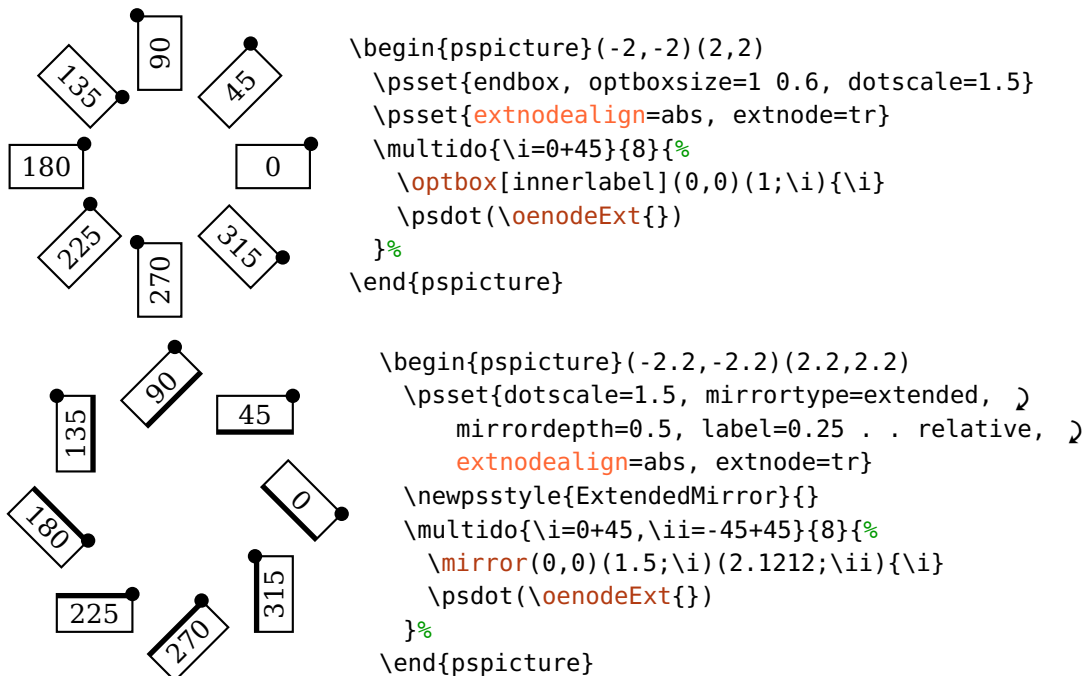 90
135
45
180
0
225
315
270
\begin{pspicture}(-2,-2)(2,2)
\psset{endbox, optboxsize=1 0.6, dotscale=1.5}
\psset{extnodealign=abs, extnode=tr}
\multido{\i=0+45}{8}{%
\optbox[innerlabel](0,0)(1;\i){\i}
\psdot(\oenodeExt{})
}%
\end{pspicture}
90
45
135
0
180
315
225
270
\begin{pspicture}(-2.2,-2.2)(2.2,2.2)
\psset{dotscale=1.5, mirrortype=extended,
mirrordepth=0.5, label=0.25 . . relative,
extnodealign=abs, extnode=tr}
\newpsstyle{ExtendedMirror}{}
\multido{\i=0+45,\ii=-45+45}{8}{%
\mirror(0,0)(1.5;\i)(2.1212;\ii){\i}
\psdot(\oenodeExt{})
}%
\end{pspicture}